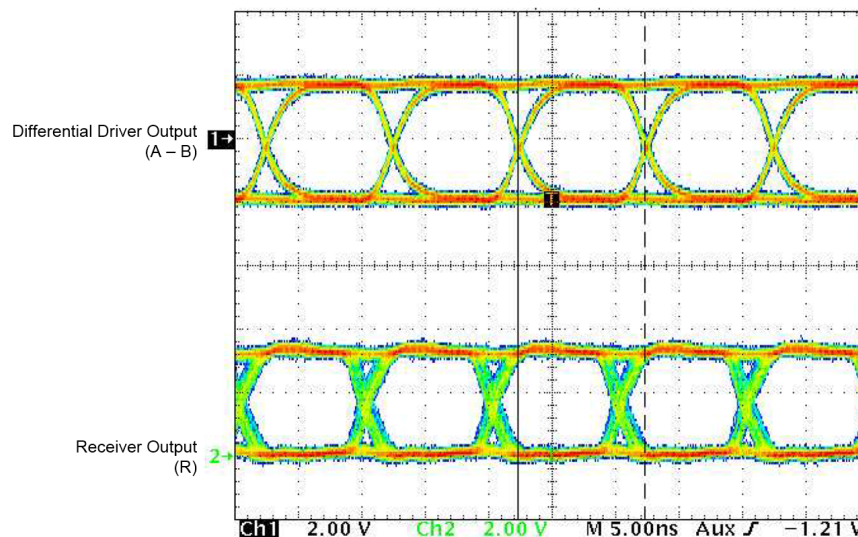 Differential Driver Output
(A – B)
1
T
Receiver Output
(R)
2
Ch1 2.00 V Ch2 2.00 V M 5.00ns Aux -1.21 V